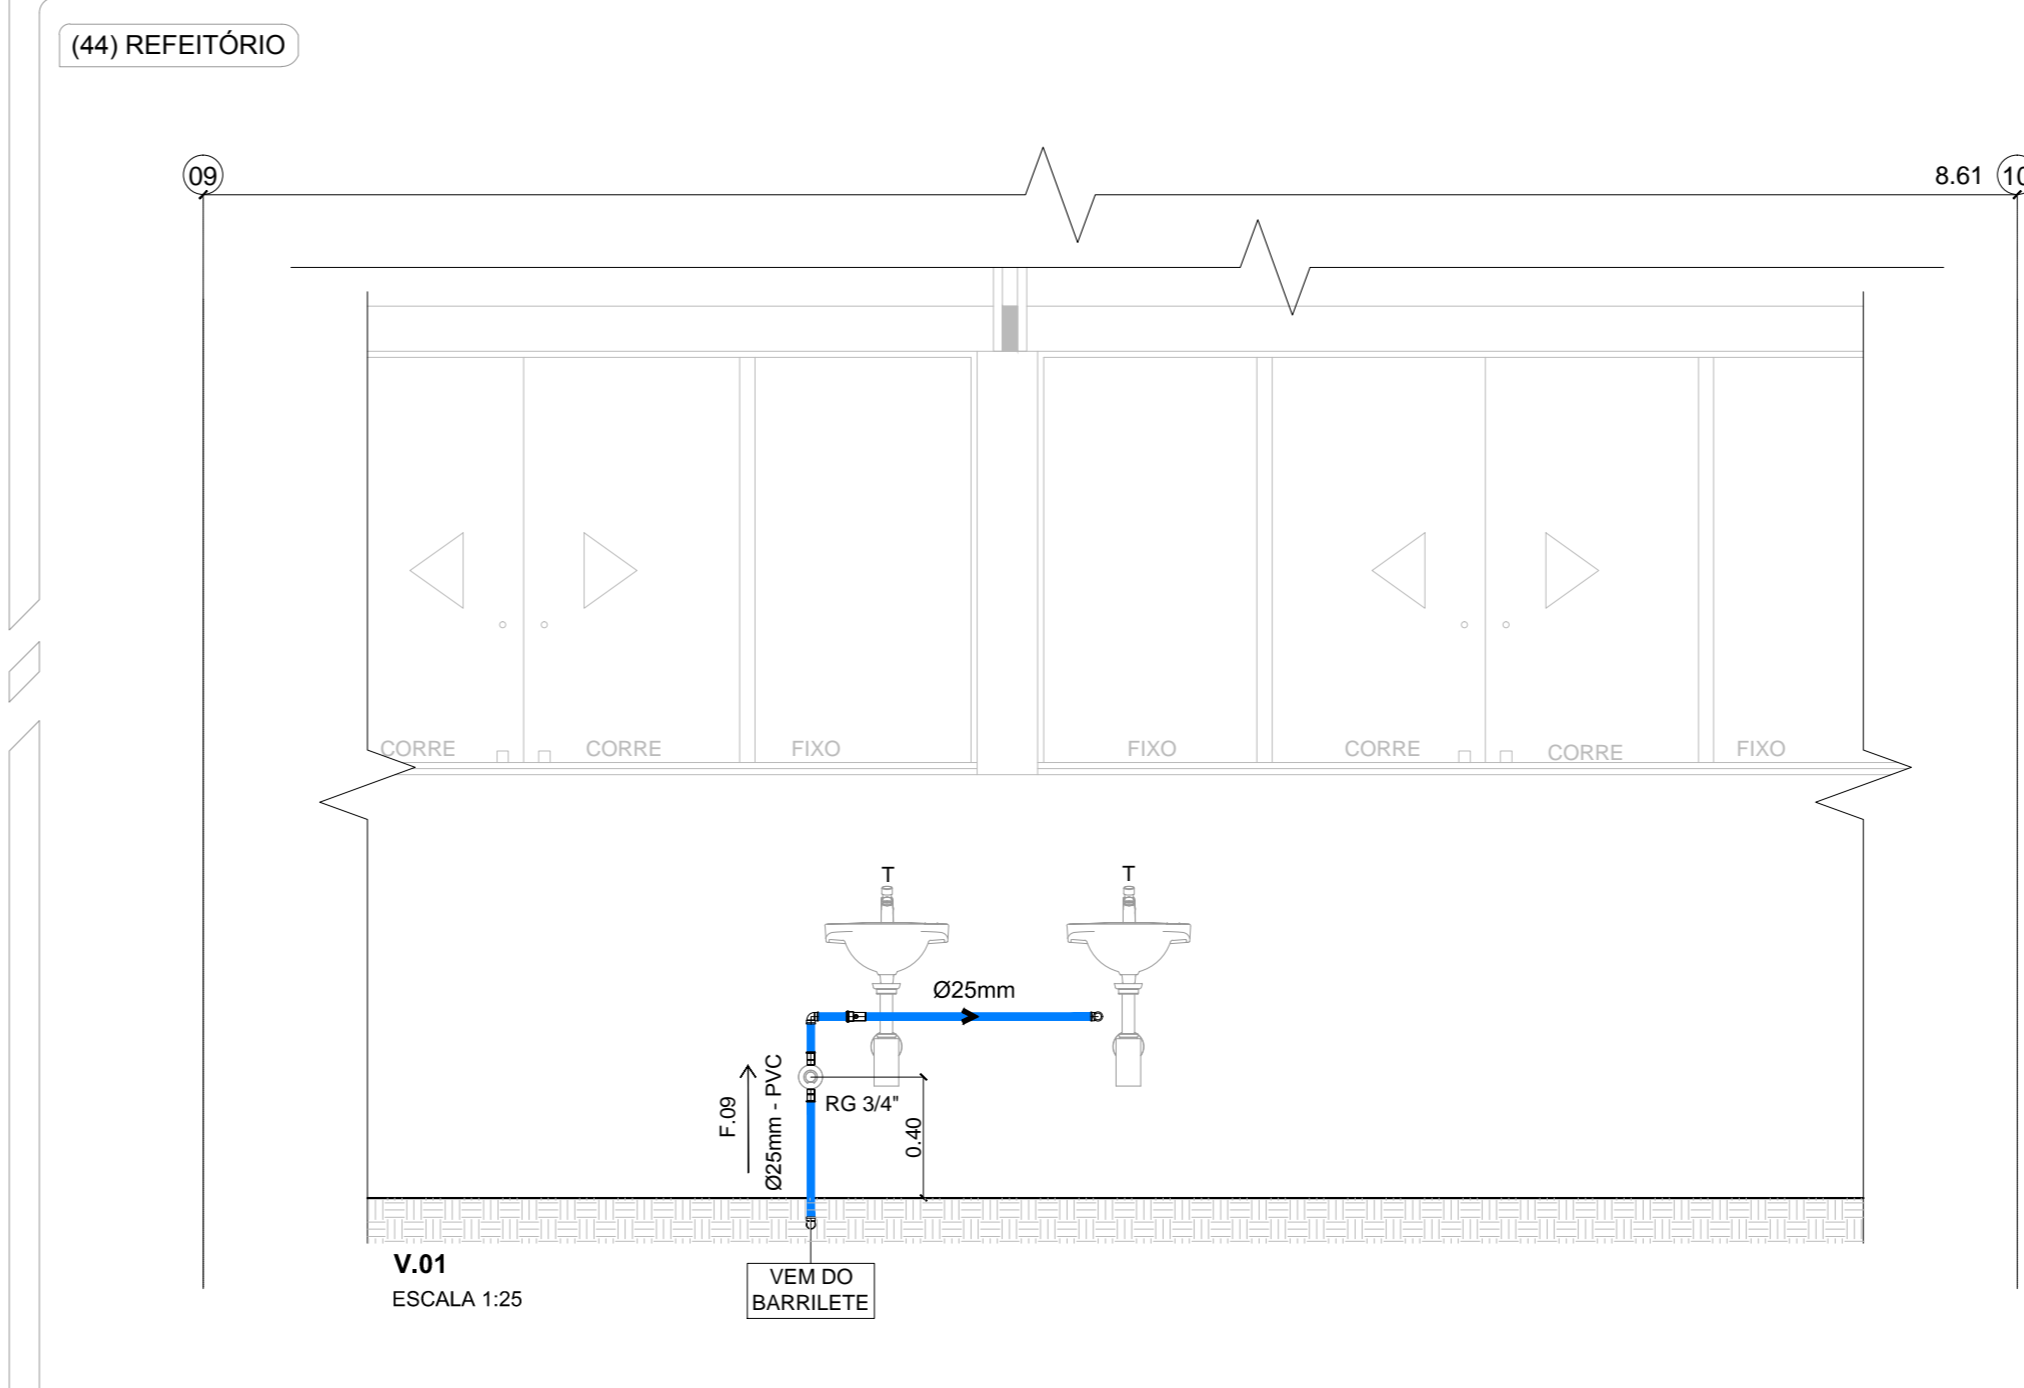 (44) REFEITÓRIO
09
8.61
10
CORRE
CORRE
FIXO
FIXO
CORRE
CORRE
FIXO
T
T
Ø25mm
F.09
Ø25mm - PVC
RG 3/4"
0.40
V.01
ESCALA 1:25
VEM DO
BARRILETE